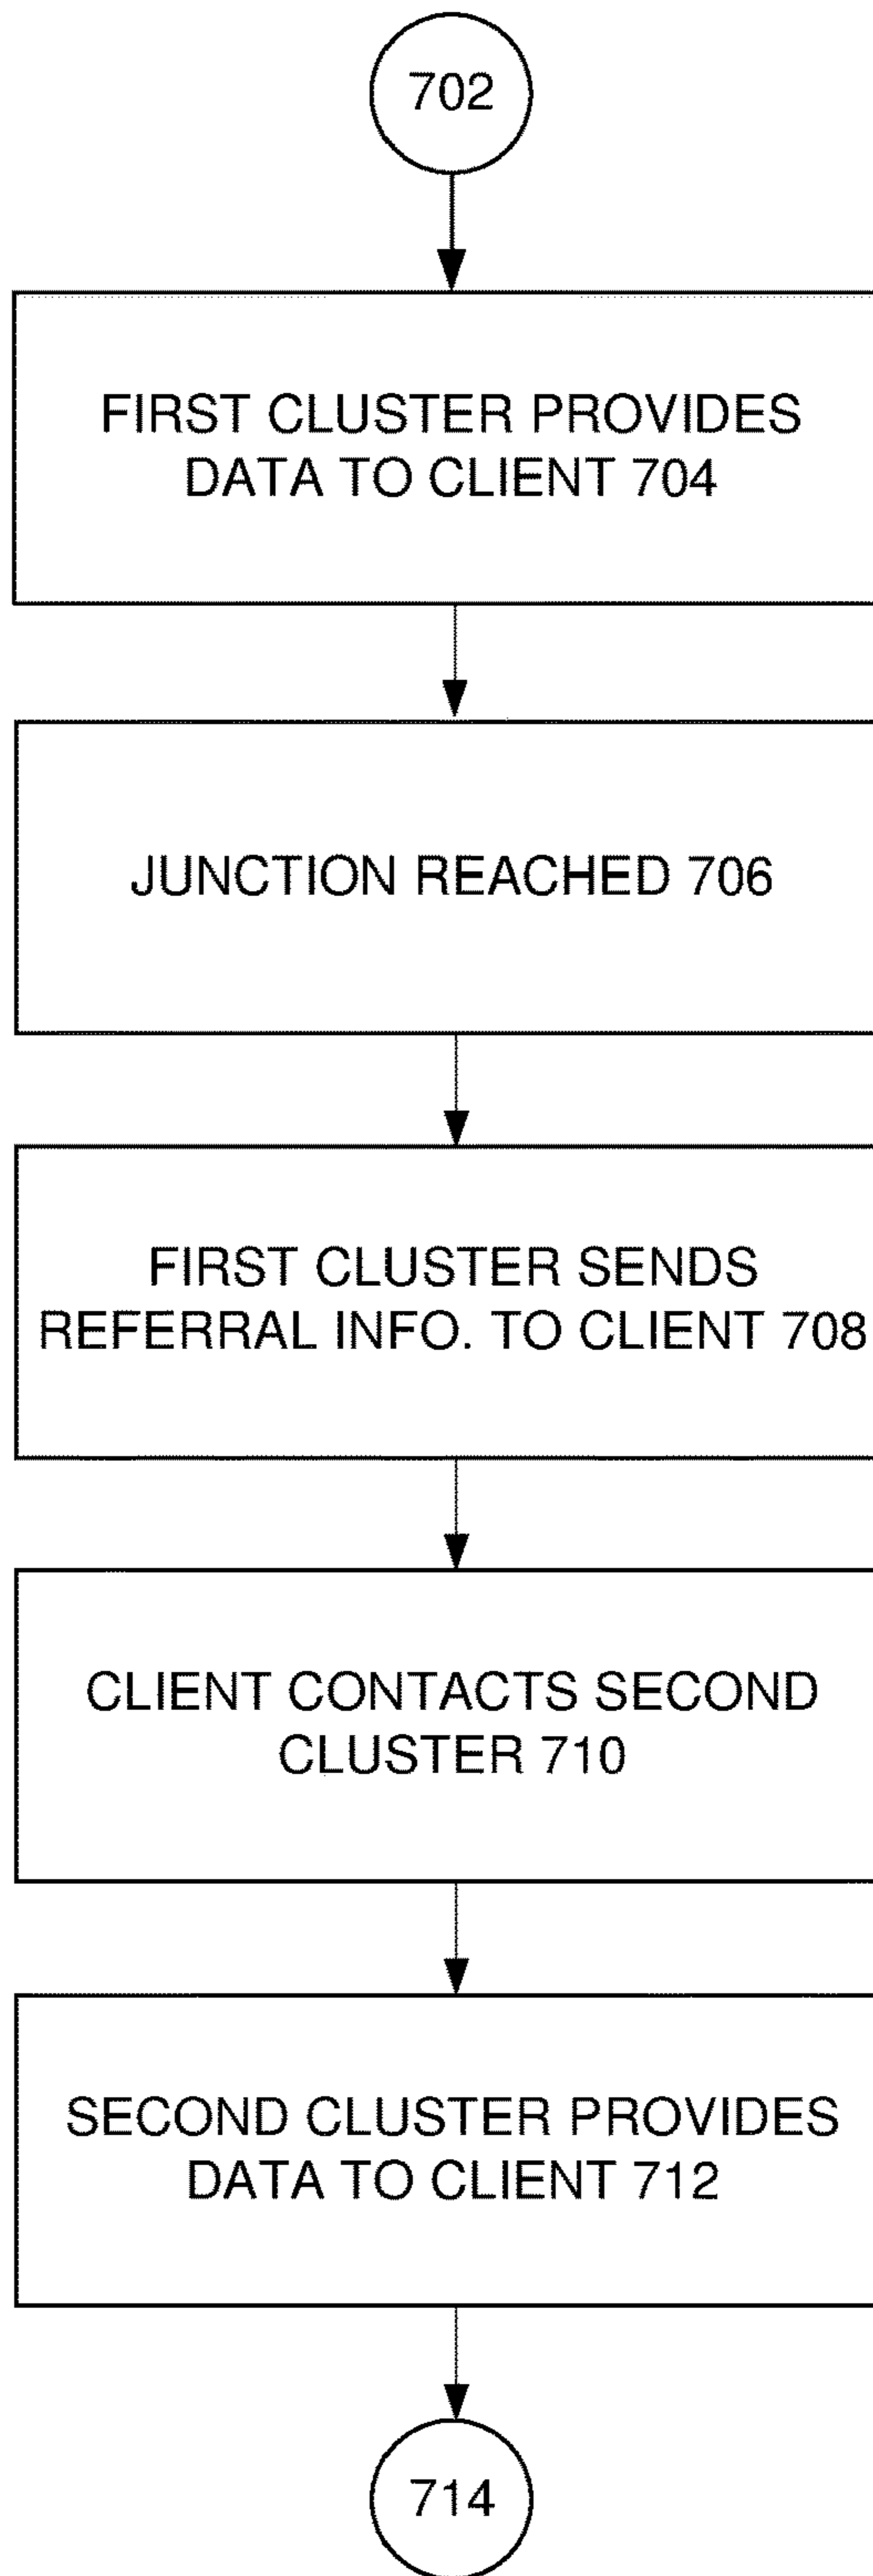 702
FIRST CLUSTER PROVIDES
DATA TO CLIENT 704
JUNCTION REACHED 706
FIRST CLUSTER SENDS
REFERRAL INFO. TO CLIENT 708
CLIENT CONTACTS SECOND
CLUSTER 710
SECOND CLUSTER PROVIDES
DATA TO CLIENT 712
714